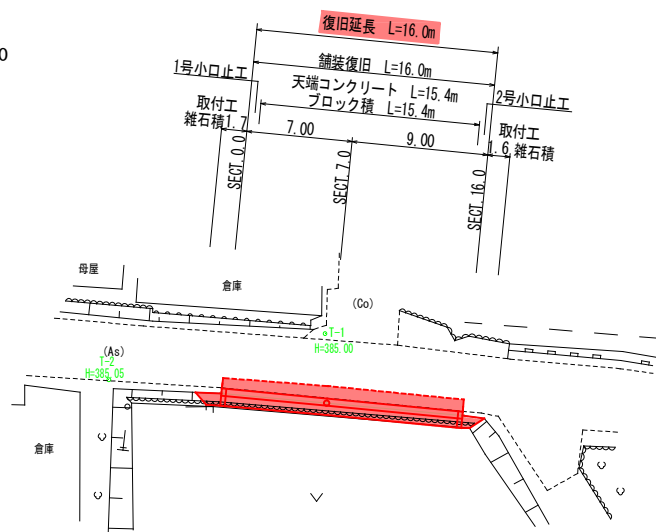 復旧延長 L=16.0m
0
舗装復旧 L=16.0m
1号小口止工
天端コンクリート L=15.4m
ブロック積 L=15.4m
2号小口止工
取付工
雑石積1.7
7.00
9.00
取付工
1.6 雑石積
SECT.0.0
SECT.7.0
SECT.16.0
母屋
倉庫
(Co)
T-1
H=385.00
(As)
T-2
H=385.05
倉庫